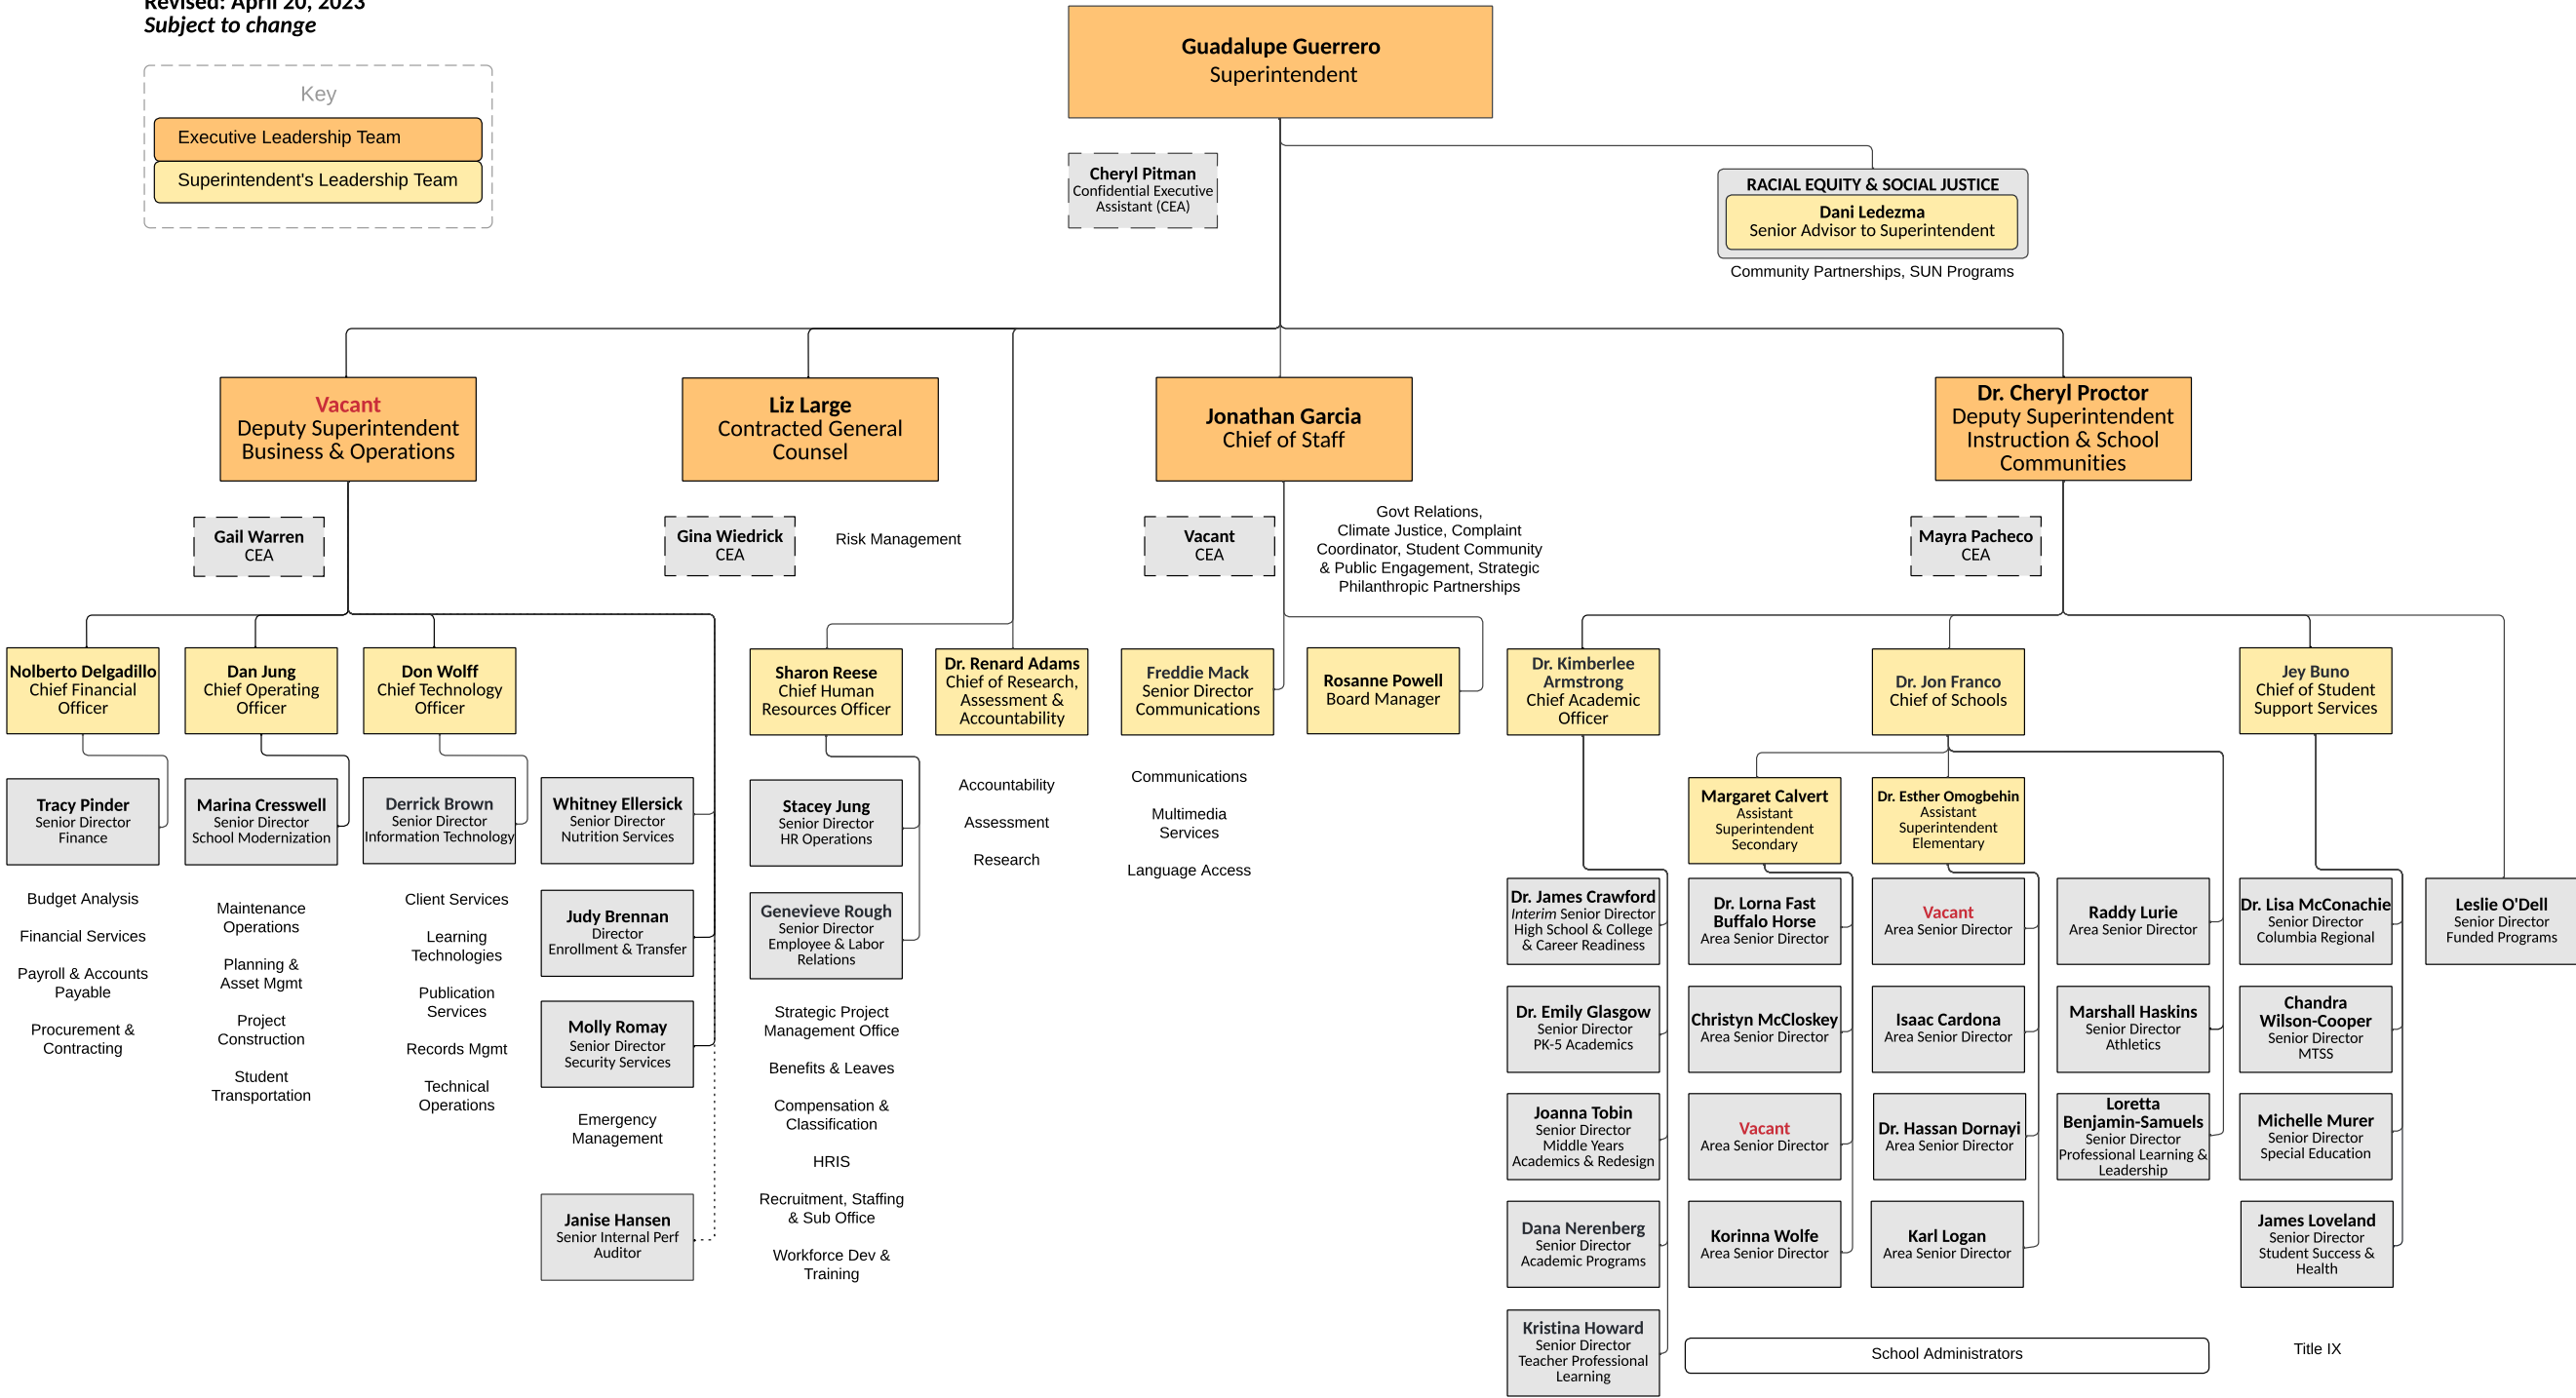 Revised: April 20, 2023
Subject to change
Key
Executive Leadership Team
Superintendent's Leadership Team
Guadalupe Guerrero
Superintendent
Cheryl Pitman
Confidential Executive
Assistant (CEA)
RACIAL EQUITY & SOCIAL JUSTICE
Dani Ledezma
Senior Advisor to Superintendent
Community Partnerships, SUN Programs
Vacant
Deputy Superintendent
Business & Operations
Liz Large
Contracted General
Counsel
Jonathan Garcia
Chief of Staff
Dr. Cheryl Proctor
Deputy Superintendent
Instruction & School
Communities
Gail Warren
CEA
Gina Wiedrick
CEA
Risk Management
Vacant
CEA
Govt Relations,
Climate Justice, Complaint
Coordinator, Student Community
& Public Engagement, Strategic
Philanthropic Partnerships
Mayra Pacheco
CEA
Nolberto Delgadillo
Chief Financial
Officer
Dan Jung
Chief Operating
Officer
Don Wolff
Chief Technology
Officer
Sharon Reese
Chief Human
Resources Officer
Dr. Renard Adams
Chief of Research,
Assessment &
Accountability
Freddie Mack
Senior Director
Communications
Rosanne Powell
Board Manager
Dr. Kimberlee
Armstrong
Chief Academic
Officer
Dr. Jon Franco
Chief of Schools
Jey Buno
Chief of Student
Support Services
Tracy Pinder
Senior Director
Finance
Budget Analysis
Financial Services
Payroll & Accounts
Payable
Procurement &
Contracting
Marina Cresswell
Senior Director
School Modernization
Maintenance
Operations
Planning &
Asset Mgmt
Project
Construction
Student
Transportation
Derrick Brown
Senior Director
Information Technology
Client Services
Learning
Technologies
Publication
Services
Records Mgmt
Technical
Operations
Whitney Ellersick
Senior Director
Nutrition Services
Judy Brennan
Director
Enrollment & Transfer
Molly Romay
Senior Director
Security Services
Emergency
Management
Janise Hansen
Senior Internal Perf
Auditor
Stacey Jung
Senior Director
HR Operations
Genevieve Rough
Senior Director
Employee & Labor
Relations
Strategic Project
Management Office
Benefits & Leaves
Compensation &
Classification
HRIS
Recruitment, Staffing
& Sub Office
Workforce Dev &
Training
Accountability
Assessment
Research
Communications
Multimedia
Services
Language Access
Dr. James Crawford
Interim Senior Director
High School & College
& Career Readiness
Dr. Emily Glasgow
Senior Director
PK-5 Academics
Joanna Tobin
Senior Director
Middle Years
Academics & Redesign
Dana Nerenberg
Senior Director
Academic Programs
Kristina Howard
Senior Director
Teacher Professional
Learning
Margaret Calvert
Assistant
Superintendent
Secondary
Dr. Lorna Fast
Buffalo Horse
Area Senior Director
Christyn McCloskey
Area Senior Director
Vacant
Area Senior Director
Korinna Wolfe
Area Senior Director
Dr. Esther Omogbehin
Assistant
Superintendent
Elementary
Vacant
Area Senior Director
Isaac Cardona
Area Senior Director
Dr. Hassan Dornayi
Area Senior Director
Karl Logan
Area Senior Director
Raddy Lurie
Area Senior Director
Marshall Haskins
Senior Director
Athletics
Loretta
Benjamin-Samuels
Senior Director
Professional Learning &
Leadership
School Administrators
Dr. Lisa McConachie
Senior Director
Columbia Regional
Chandra
Wilson-Cooper
Senior Director
MTSS
Michelle Murer
Senior Director
Special Education
James Loveland
Senior Director
Student Success &
Health
Title IX
Leslie O'Dell
Senior Director
Funded Programs